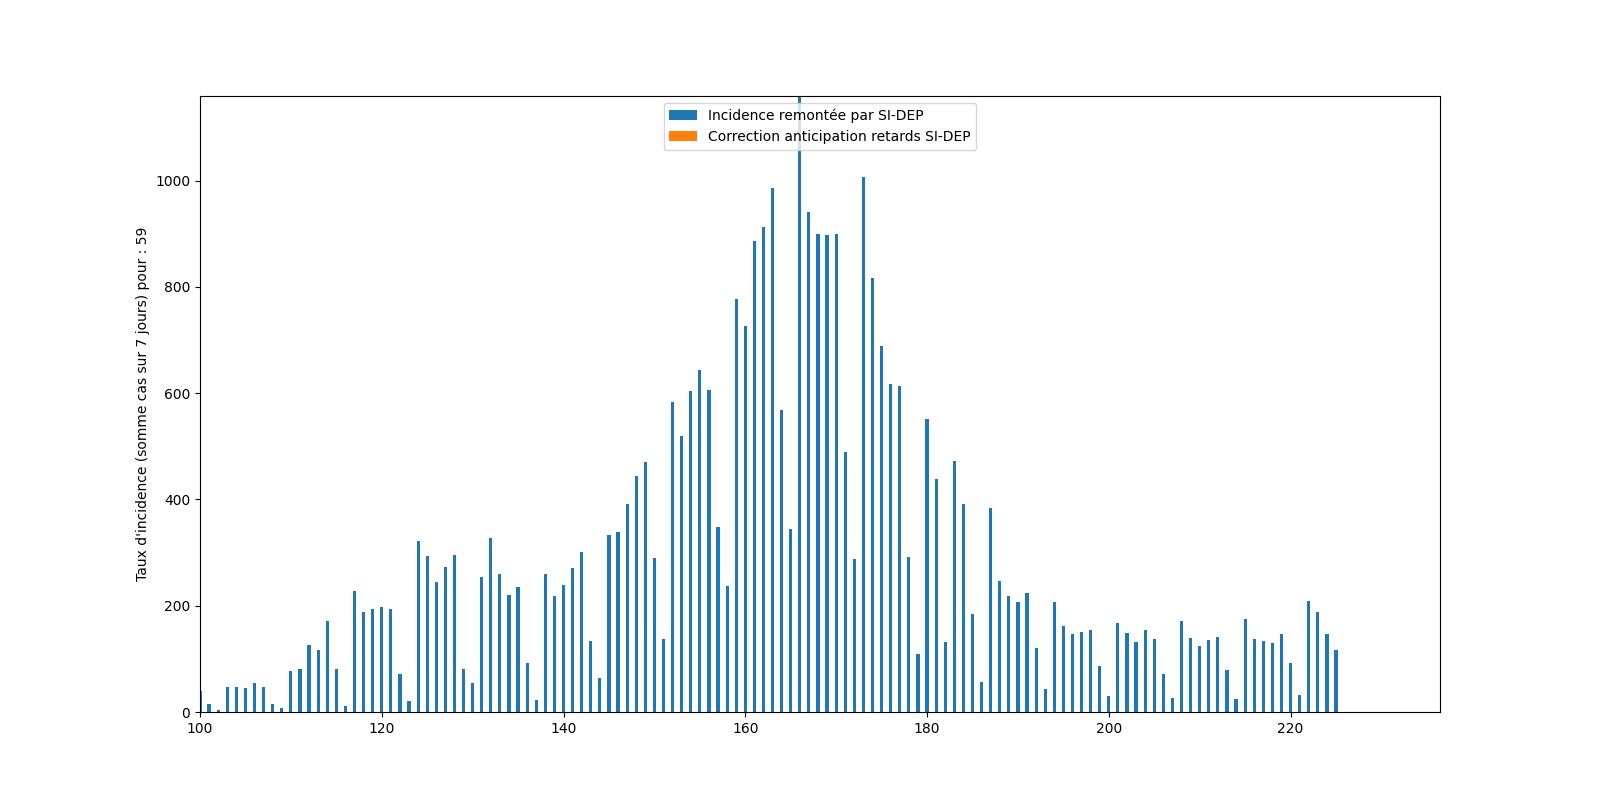 Incidence remontée par SI-DEP
Correction anticipation retards SI-DEP
Taux d'incidence (somme cas sur 7 jours) pour : 59
1000
800
600
400
200
0
100 120 140 160 180 200 220